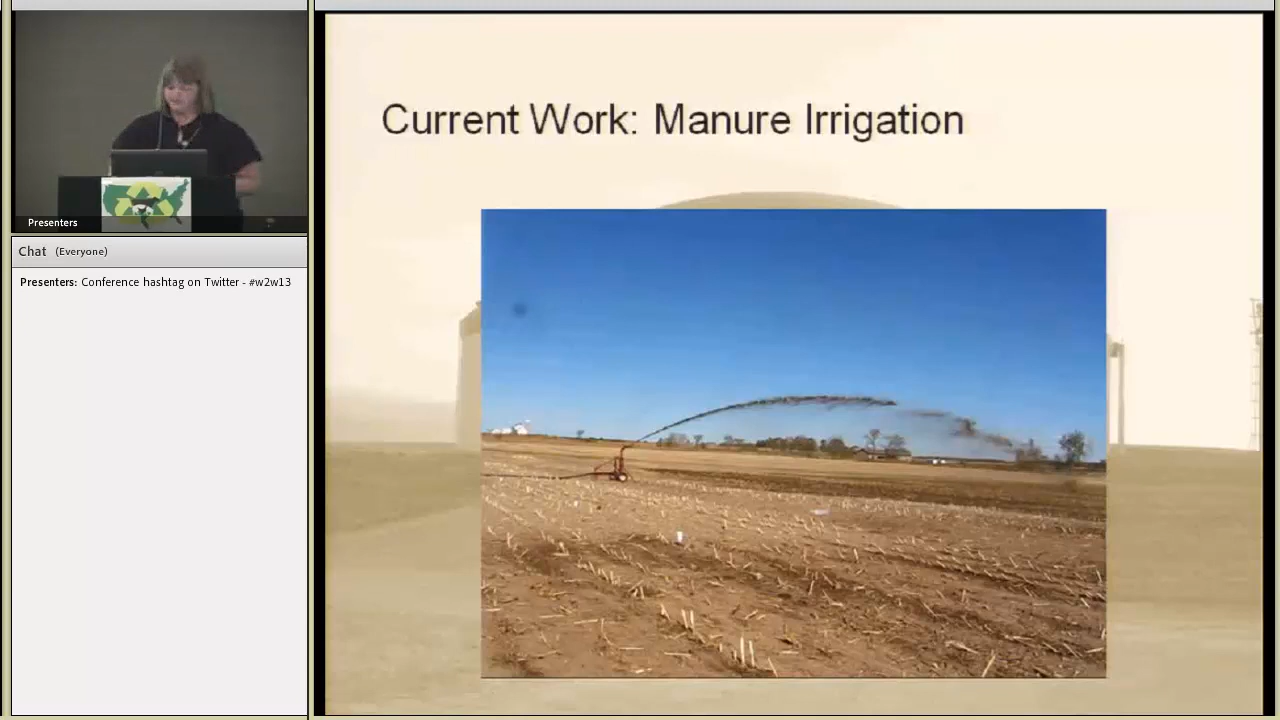 Presenters
Chat (Everyone)
Presenters: Conference hashtag on Twitter - #w2w13
Current Work: Manure Irrigation